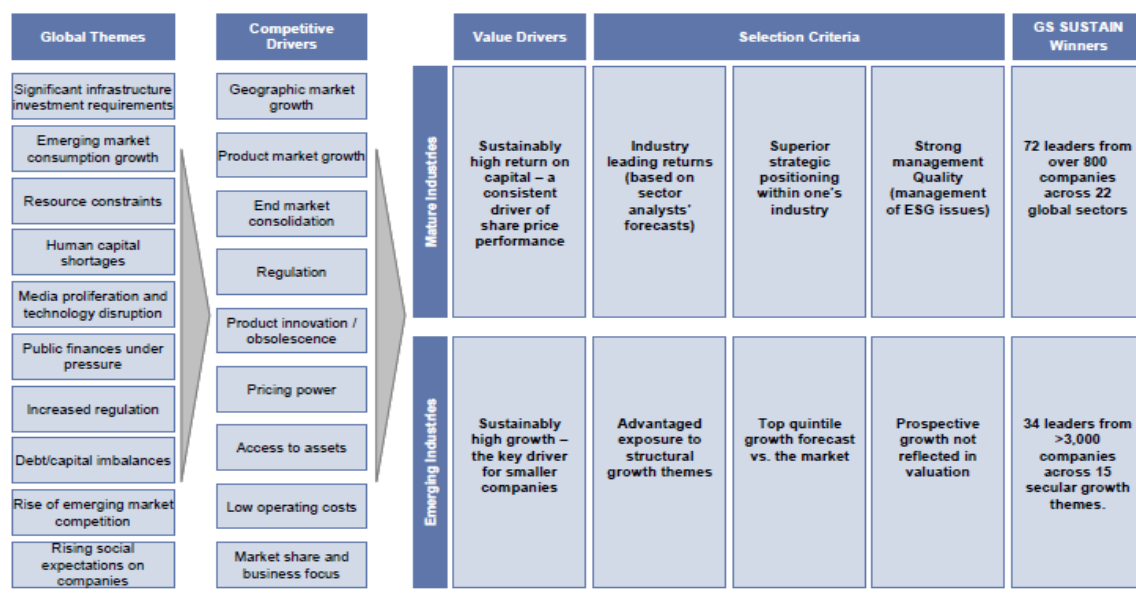 Global Themes
Significant infrastructure
investment requirements
Emerging market
consumption growth
Resource constraints
Human capital
shortages
Media proliferation and
technology disruption
Public finances under
pressure
Increased regulation
Debt/capital imbalances
Rise of emerging market
competition
Rising social
expectations on
companies
Competitive
Drivers
Geographic market
growth
Product market growth
End market
consolidation
Regulation
Product innovation /
obsolescence
Pricing power
Access to assets
Low operating costs
Market share and
business focus
Value Drivers
Selection Criteria
GS SUSTAIN
Winners
Mature Industries
Sustainably
high return on
capital – a
consistent
driver of
share price
performance
Industry
leading returns
(based on
sector
analysts'
forecasts)
Superior
strategic
positioning
within one's
industry
Strong
management
Quality
(management
of ESG issues)
72 leaders from
over 800
companies
across 22
global sectors
Emerging Industries
Sustainably
high growth –
the key driver
for smaller
companies
Advantaged
exposure to
structural
growth themes
Top quintile
growth forecast
vs. the market
Prospective
growth not
reflected in
valuation
34 leaders from
>3,000
companies
across 15
secular growth
themes.